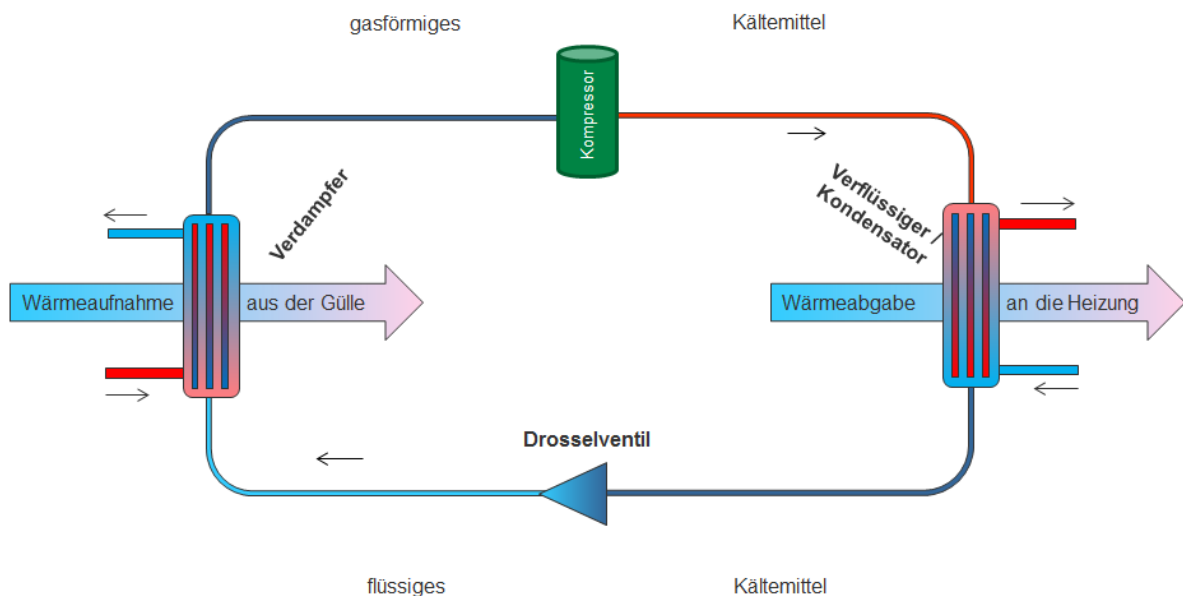 gasförmiges Kältemittel
Kompressor
Verdampfer
Verflüssiger /
Kondensator
Wärmeaufnahme aus der Gülle
Wärmeabgabe an die Heizung
Drosselventil
flüssiges Kältemittel